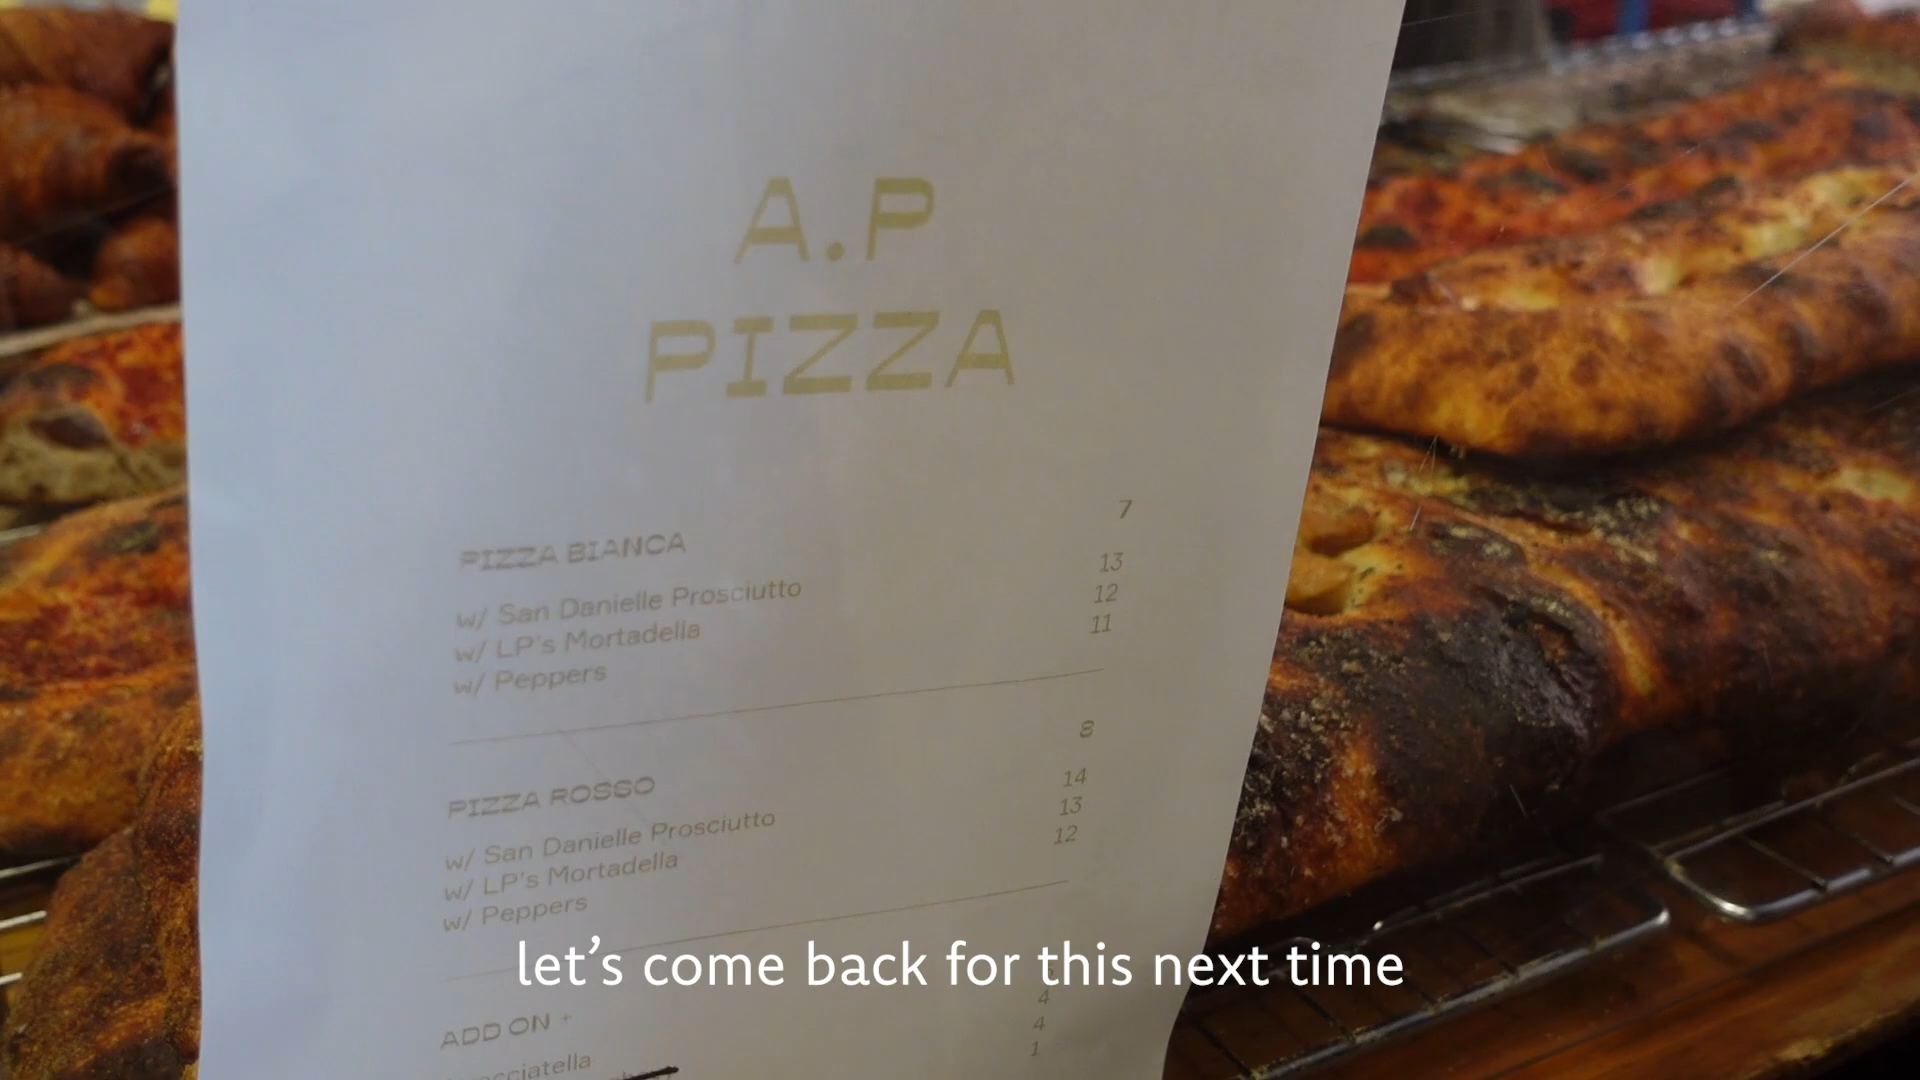 A.P
PIZZA
PIZZA BIANCA 7
w/ San Danielle Prosciutto 13
w/ LP's Mortadella 12
w/ Peppers 11
PIZZA ROSSO 8
w/ San Danielle Prosciutto 14
w/ LP's Mortadella 13
w/ Peppers 12
let's come back for this next time
ADD ON +
4
4
1